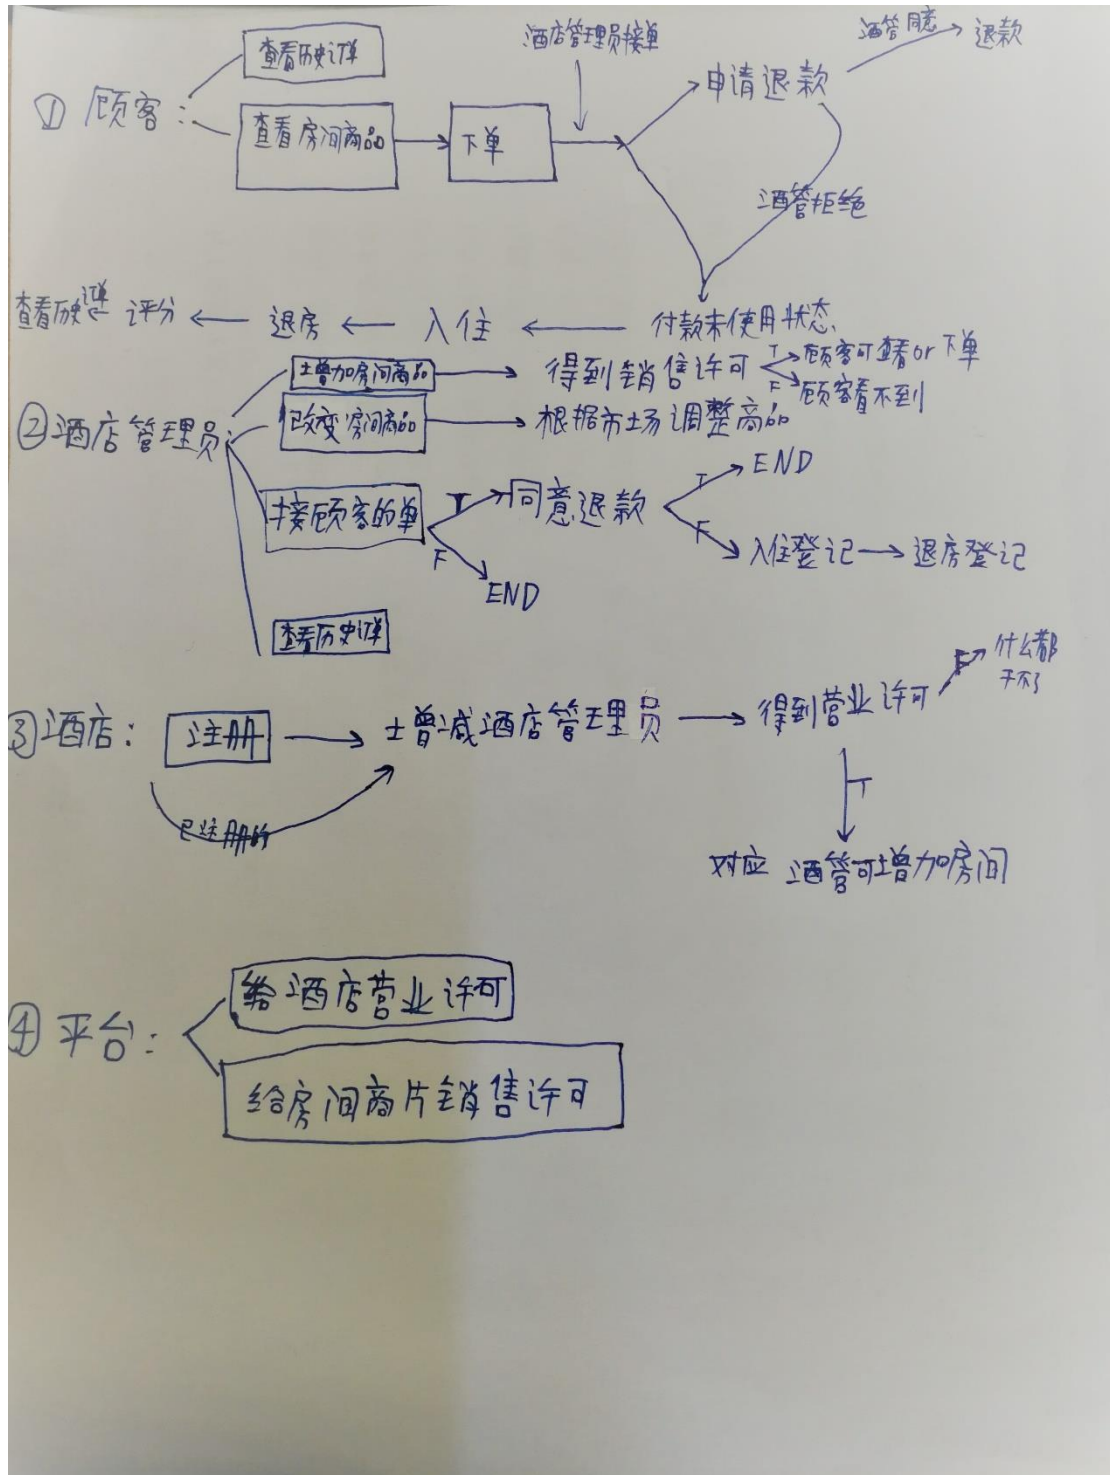 查看历史订单
酒店管理员接单
酒管同意
退款
① 顾客：
查看房间商品
下单
申请退款
酒管拒绝
查看历史订单 评分
退房
入住
付款未使用状态
② 酒店管理员：
增加房间商品
得到销售许可
T
顾客可查看or下单
F
顾客看不到
改变房间商品
根据市场调整商品
接顾客的单
T
同意退款
T
END
F
入住登记
退房登记
F
END
查看历史订单
③ 酒店：
注册
增减酒店管理员
得到营业许可
F
什么都
干不了
已注册的
T
对应 酒管可增加房间
④ 平台：
给酒店营业许可
给房间商片销售许可